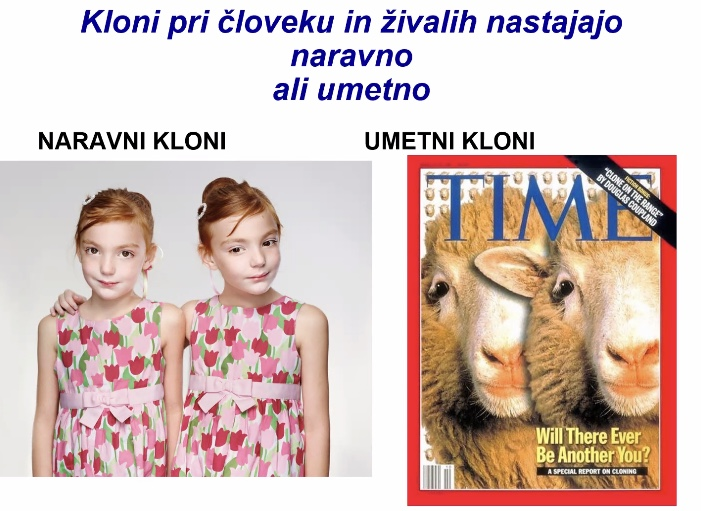 Kloni pri človeku in živalih nastajajo
naravno
ali umetno
NARAVNI KLONI
UMETNI KLONI
TIME
"CLONE ON THE RANGE"
BY DOUGLAS COUPLAND
Will There Ever
Be Another You?
A SPECIAL REPORT ON CLONING